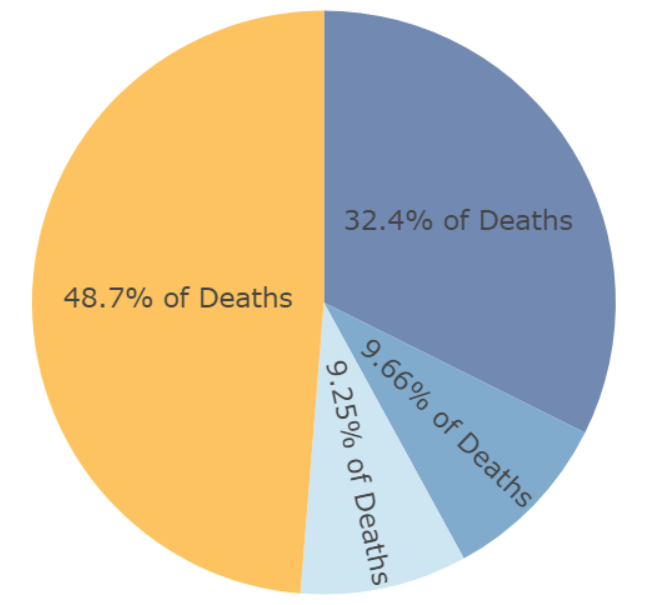 32.4% of Deaths
48.7% of Deaths
9.66% of Deaths
9.25% of Deaths